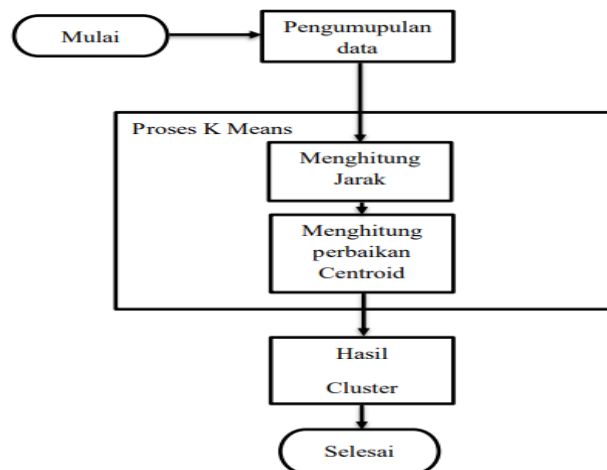 Mulai
Pengumupulan
data
Proses K Means
Menghitung
Jarak
Menghitung
perbaikan
Centroid
Hasil
Cluster
Selesai